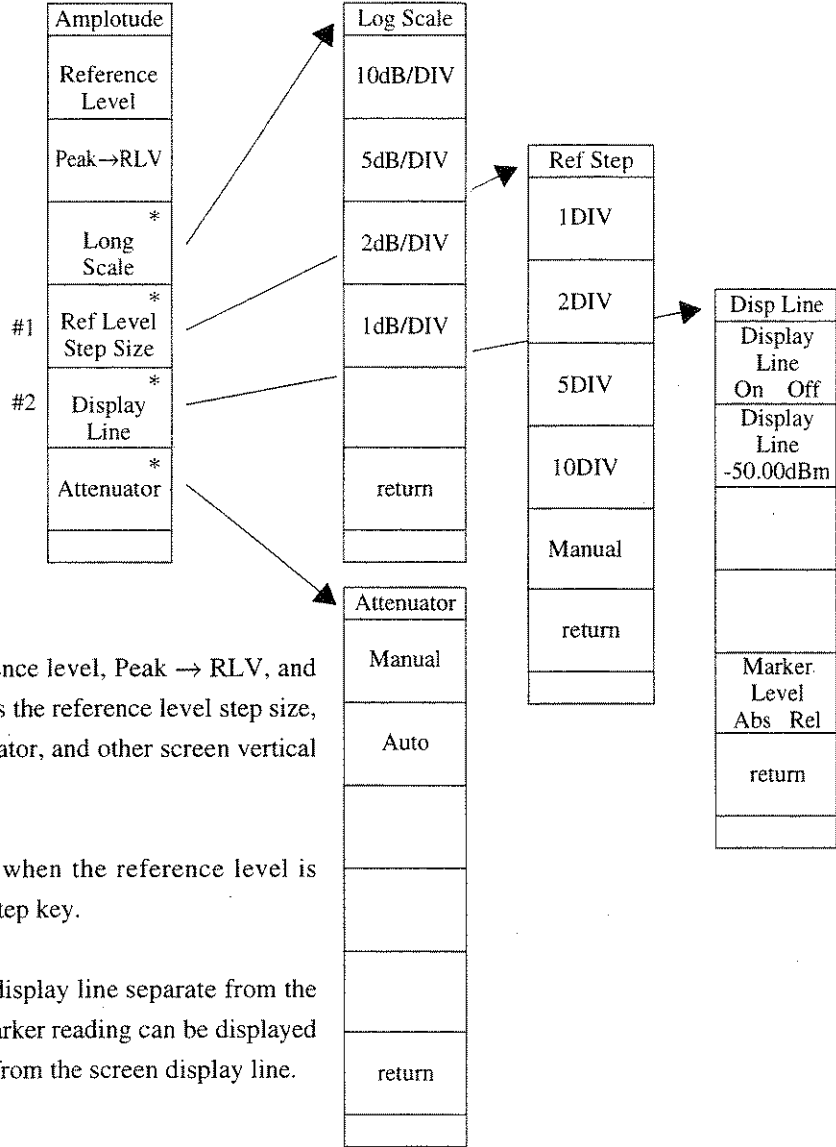 Amplotude
Reference
Level
Peak→RLV
*
Long
Scale
#1
*
Ref Level
Step Size
#2
*
Display
Line
*
Attenuator
Log Scale
10dB/DIV
5dB/DIV
2dB/DIV
1dB/DIV
return
Ref Step
1DIV
2DIV
5DIV
10DIV
Manual
return
Disp Line
Display
Line
On Off
Display
Line
-50.00dBm
Marker
Level
Abs Rel
return
Attenuator
Manual
Auto
return
level, Peak → RLV, and
the reference level step size,
and other screen vertical
when the reference level is
key.
display line separate from the
reading can be displayed
from the screen display line.